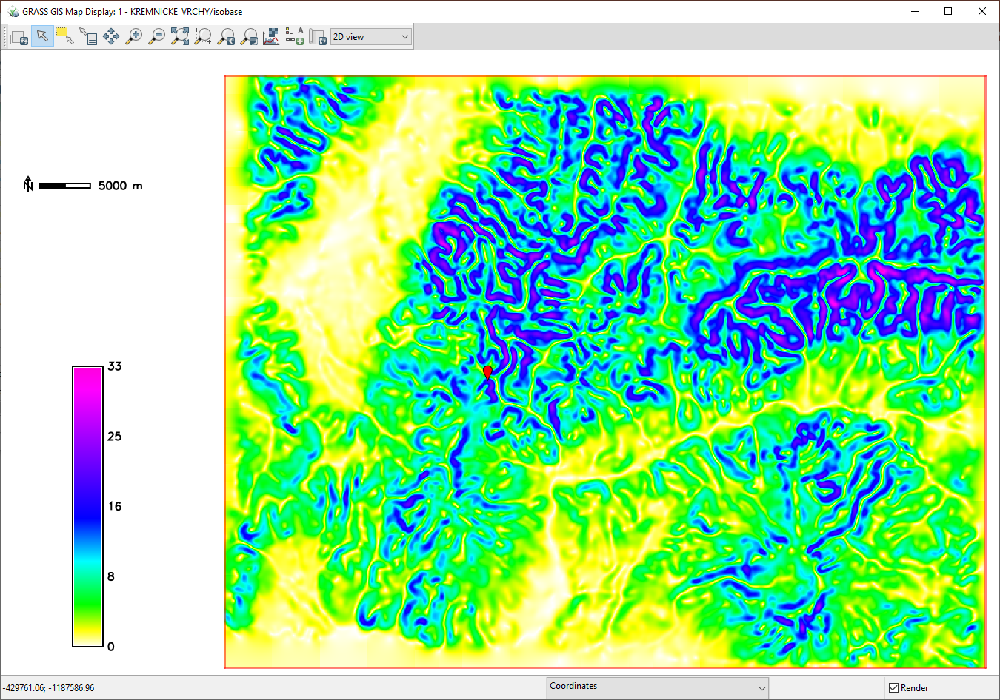 GRASS GIS Map Display: 1 - KREMNICKE_VRCHY/isobase
A
2D view
N
5000 m
33
25
16
8
0
-429761.06; -1187586.96
Coordinates
Render